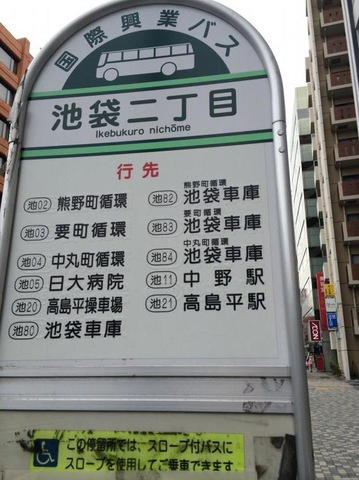 国際興業バス
池袋二丁目
Ikebukuro nichōme
行先
池02 熊野町循環
池03 要町循環
池04 中丸町循環
池05 日大病院
池20 高島平操車場
池80 池袋車庫
熊野町循環
池82 池袋車庫
要町循環
池83 池袋車庫
中丸町循環
池84 池袋車庫
池11 中野駅
池21 高島平駅
この停留所では、スロープ付バスに
スロープを使用してご乗車できます。
AEON